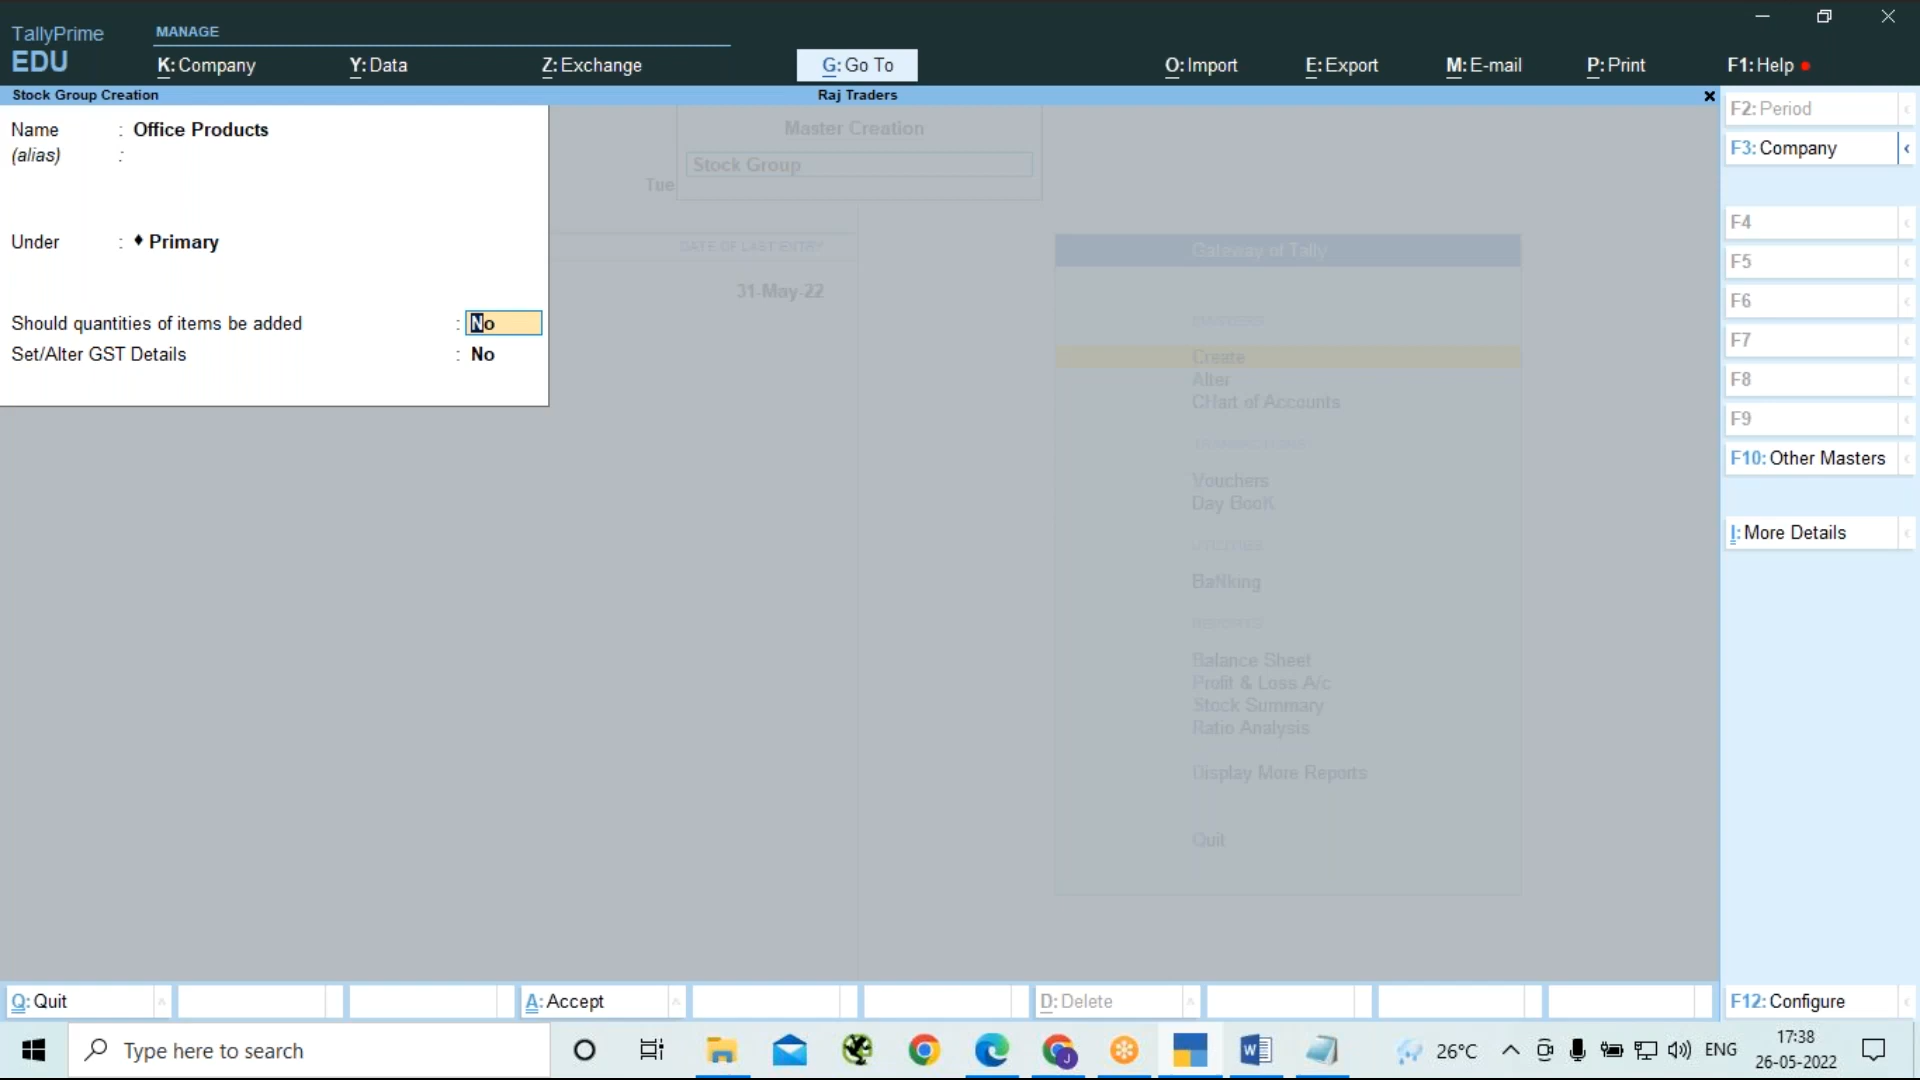 TallyPrime
EDU
MANAGE
K: Company
Y: Data
Z: Exchange
G: Go To
O: Import
E: Export
M: E-mail
P: Print
F1: Help
Stock Group Creation
Raj Traders
Name : Office Products
(alias) :
Under : ♦ Primary
Should quantities of items be added : No
Set/Alter GST Details : No
Master Creation
Stock Group
Tue
DATE OF LAST ENTRY
31-May-22
Gateway of Tally
MASTERS
Create
Alter
CHart of Accounts
TRANSACTIONS
Vouchers
Day BooK
UTILITIES
BaNking
REPORTS
Balance Sheet
Profit & Loss A/c
Stock Summary
Ratio Analysis
Display More Reports
Quit
F2: Period
F3: Company
F4
F5
F6
F7
F8
F9
F10: Other Masters
I: More Details
F12: Configure
Q: Quit
A: Accept
D: Delete
Type here to search
26°C
ENG
17:38
26-05-2022